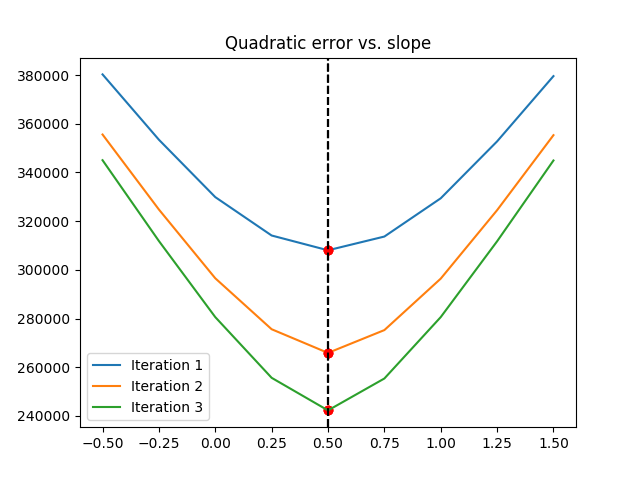 Quadratic error vs. slope
380000
360000
340000
320000
300000
280000
260000
240000
Iteration 1
Iteration 2
Iteration 3
−0.50 −0.25 0.00 0.25 0.50 0.75 1.00 1.25 1.50